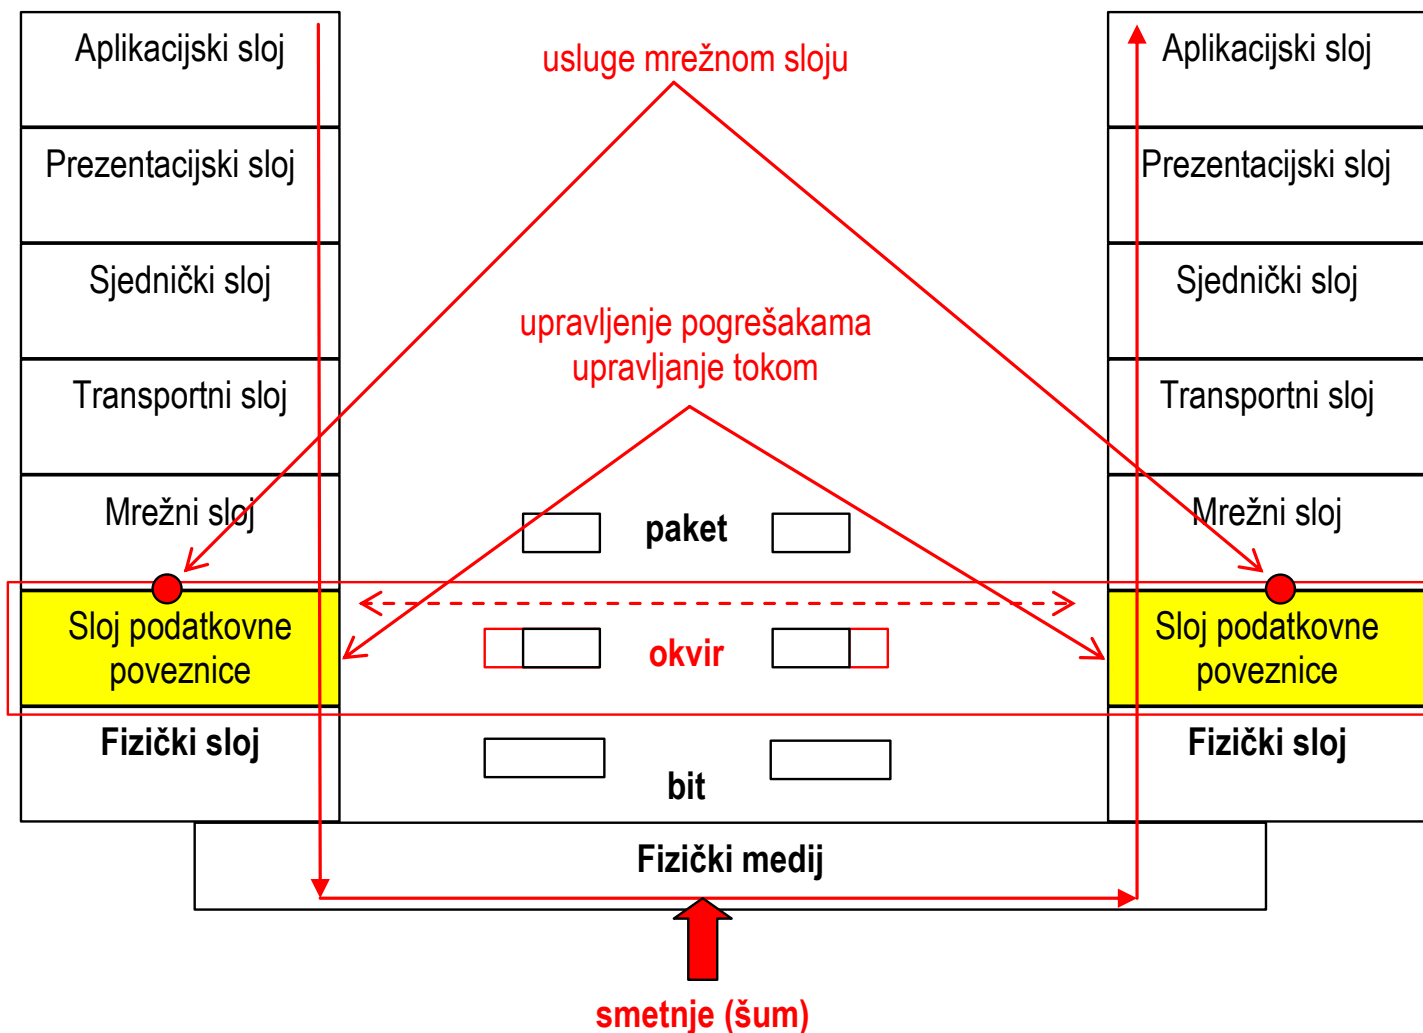 Aplikacijski sloj
usluge mrežnom sloju
Aplikacijski sloj
Prezentacijski sloj
Prezentacijski sloj
Sjednički sloj
Sjednički sloj
upravljenje pogrešakama
upravljanje tokom
Transportni sloj
Transportni sloj
Mrežni sloj
paket
Mrežni sloj
Sloj podatkovne
poveznice
okvir
Sloj podatkovne
poveznice
Fizički sloj
bit
Fizički sloj
Fizički medij
smetnje (šum)